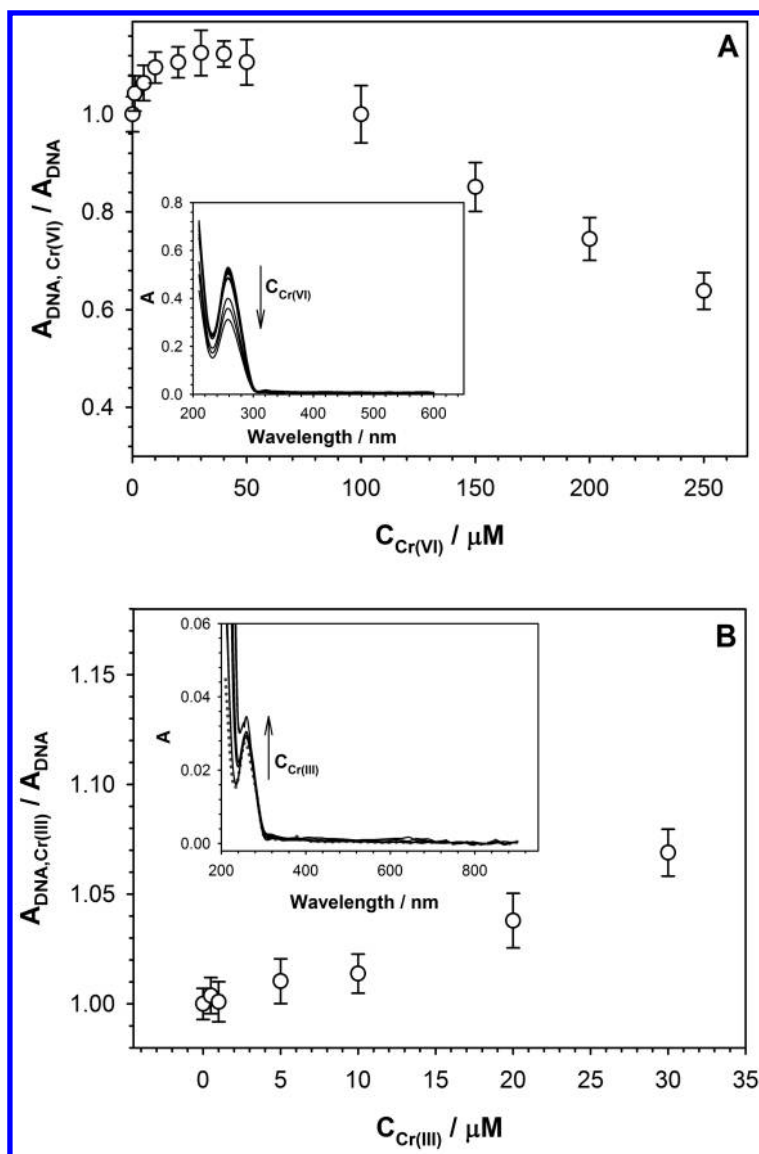 A
A_DNA, Cr(VI) / A_DNA
1.0
0.8
0.6
0.4
0 50 100 150 200 250
C_Cr(VI) / μM
A
0.8
0.6
0.4
0.2
0.0
C_Cr(VI)
200 300 400 500 600
Wavelength / nm
B
A_DNA,Cr(III) / A_DNA
1.15
1.10
1.05
1.00
0 5 10 15 20 25 30 35
C_Cr(III) / μM
A
0.06
0.04
0.02
0.00
C_Cr(III)
200 400 600 800
Wavelength / nm